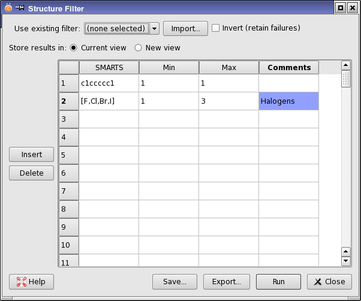 Structure Filter
Use existing filter: (none selected) Import... Invert (retain failures)
Store results in: Current view New view
SMARTS Min Max Comments
1 c1ccccc1 1 1
2 [F,Cl,Br,I] 1 3 Halogens
3
4
5
Insert 6
Delete 7
8
9
10
11
Help Save... Export... Run Close